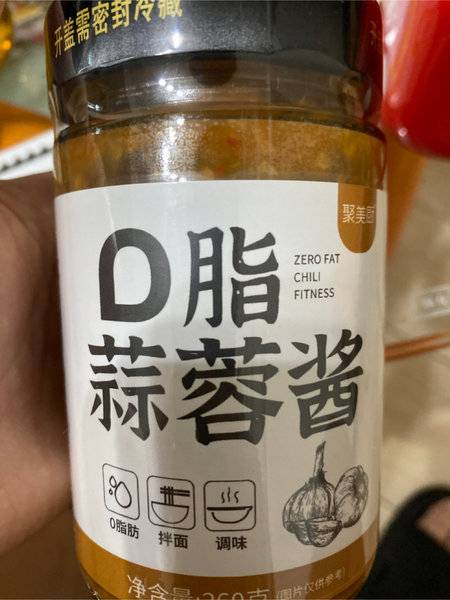 开盖需密封冷藏
聚美
0脂
ZERO FAT
CHILI
FITNESS
蒜蓉酱
0脂肪
拌面
调味
净含量:260克
(图片仅供参考)